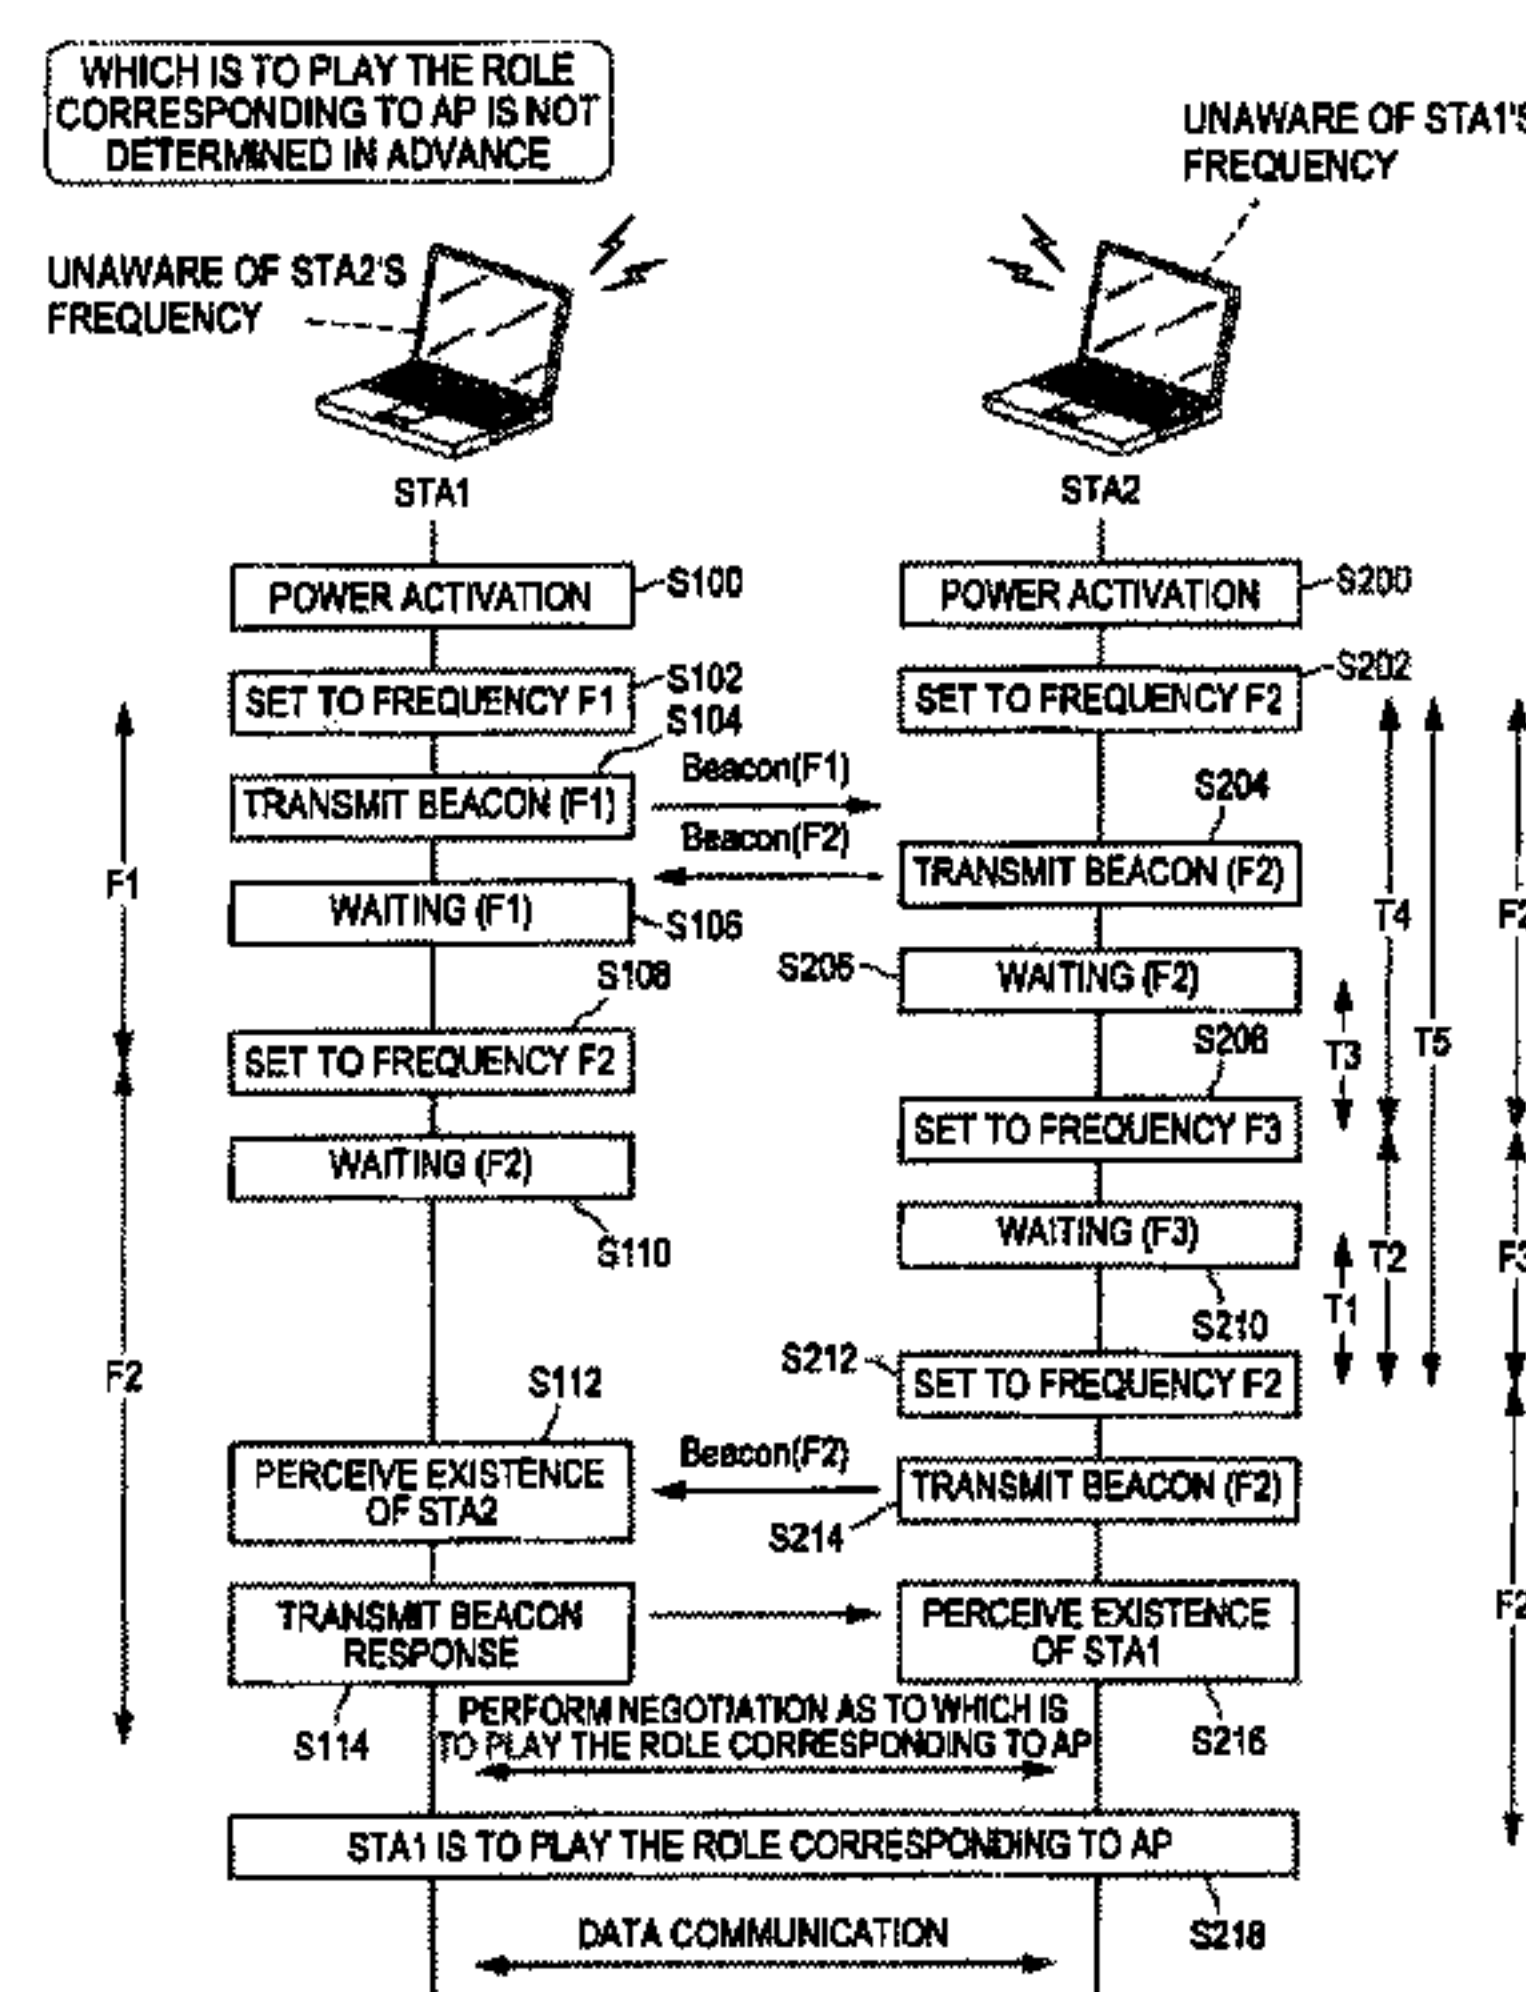 WHICH IS TO PLAY THE ROLE
CORRESPONDING TO AP IS NOT
DETERMINED IN ADVANCE
UNAWARE OF STA1'S
FREQUENCY
UNAWARE OF STA2'S
FREQUENCY
STA1
STA2
POWER ACTIVATION
S100
POWER ACTIVATION
S200
SET TO FREQUENCY F1
S102
SET TO FREQUENCY F2
S202
S104
TRANSMIT BEACON (F1)
Beacon(F1)
S204
Beacon(F2)
TRANSMIT BEACON (F2)
F1
WAITING (F1)
S106
T4
F2
S108
S206
WAITING (F2)
SET TO FREQUENCY F2
S208
T3
T5
SET TO FREQUENCY F3
WAITING (F2)
S110
WAITING (F3)
T2
F3
T1
S210
F2
S112
S212
SET TO FREQUENCY F2
PERCEIVE EXISTENCE
OF STA2
Beacon(F2)
TRANSMIT BEACON (F2)
S214
TRANSMIT BEACON
RESPONSE
PERCEIVE EXISTENCE
OF STA1
F2
S114
PERFORM NEGOTIATION AS TO WHICH IS
TO PLAY THE ROLE CORRESPONDING TO AP
S216
STA1 IS TO PLAY THE ROLE CORRESPONDING TO AP
DATA COMMUNICATION
S218